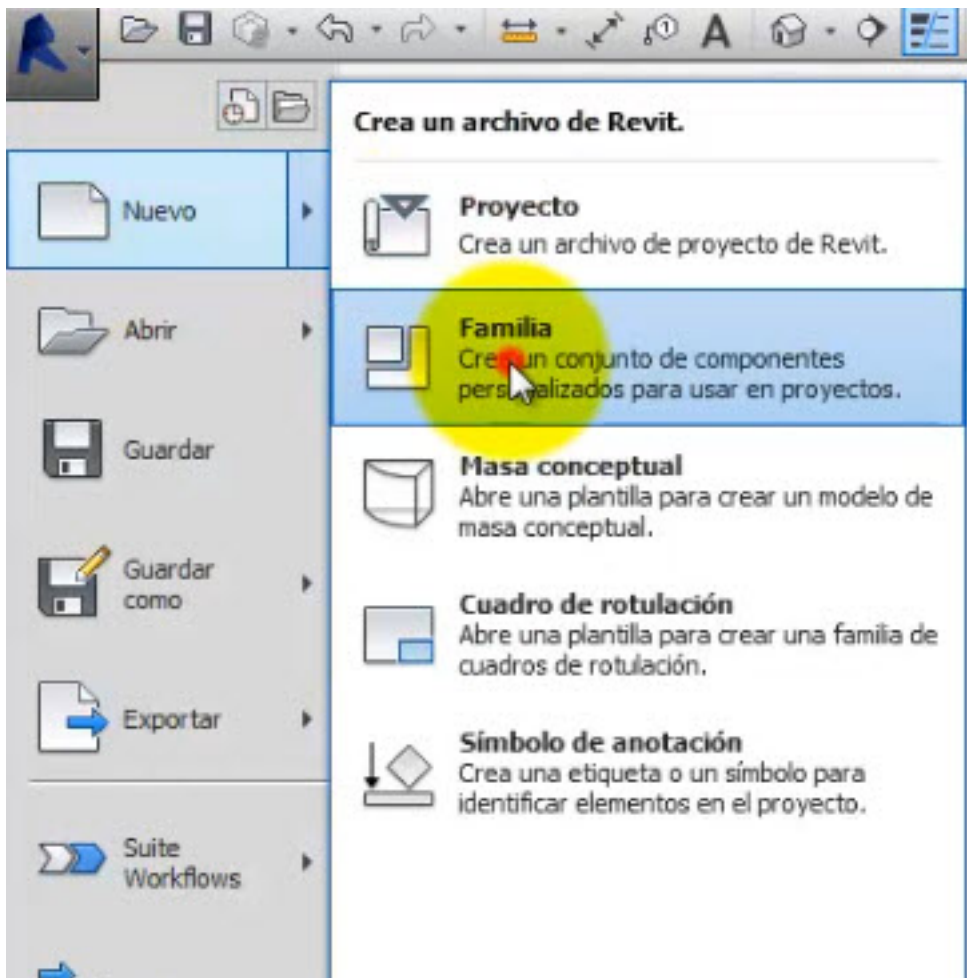 A
Crea un archivo de Revit.
Nuevo
Proyecto
Crea un archivo de proyecto de Revit.
Abrir
Familia
Crea un conjunto de componentes
personalizados para usar en proyectos.
Guardar
Masa conceptual
Abre una plantilla para crear un modelo de
masa conceptual.
Guardar
como
Cuadro de rotulación
Abre una plantilla para crear una familia de
cuadros de rotulación.
Exportar
Símbolo de anotación
Crea una etiqueta o un símbolo para
identificar elementos en el proyecto.
Suite
Workflows